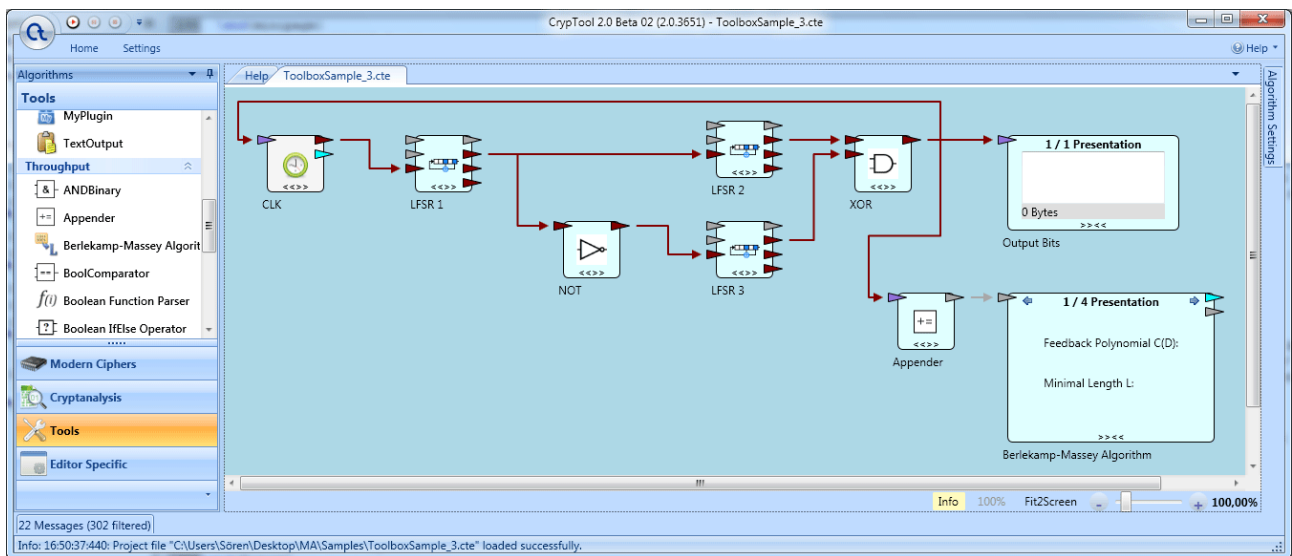 CrypTool 2.0 Beta 02 (2.0.3651) - ToolboxSample_3.cte
Home Settings
Help
Algorithms
Help ToolboxSample_3.cte
Algorithm Settings
Tools
MyPlugin
TextOutput
Throughput
& ANDBinary
+= Appender
Berlekamp-Massey Algorit
== BoolComparator
f(i) Boolean Function Parser
? Boolean IfElse Operator
Modern Ciphers
Cryptanalysis
Tools
Editor Specific
<<>>
CLK
<<>>
LFSR 1
<<>>
LFSR 2
<<>>
XOR
1 / 1 Presentation
0 Bytes
>><<
Output Bits
<<>>
NOT
<<>>
LFSR 3
+=
<<>>
Appender
1 / 4 Presentation
Feedback Polynomial C(D):
Minimal Length L:
>><<
Berlekamp-Massey Algorithm
Info 100% Fit2Screen - + 100,00%
22 Messages (302 filtered)
Info: 16:50:37:440: Project file "C:\Users\Sören\Desktop\MA\Samples\ToolboxSample_3.cte" loaded successfully.